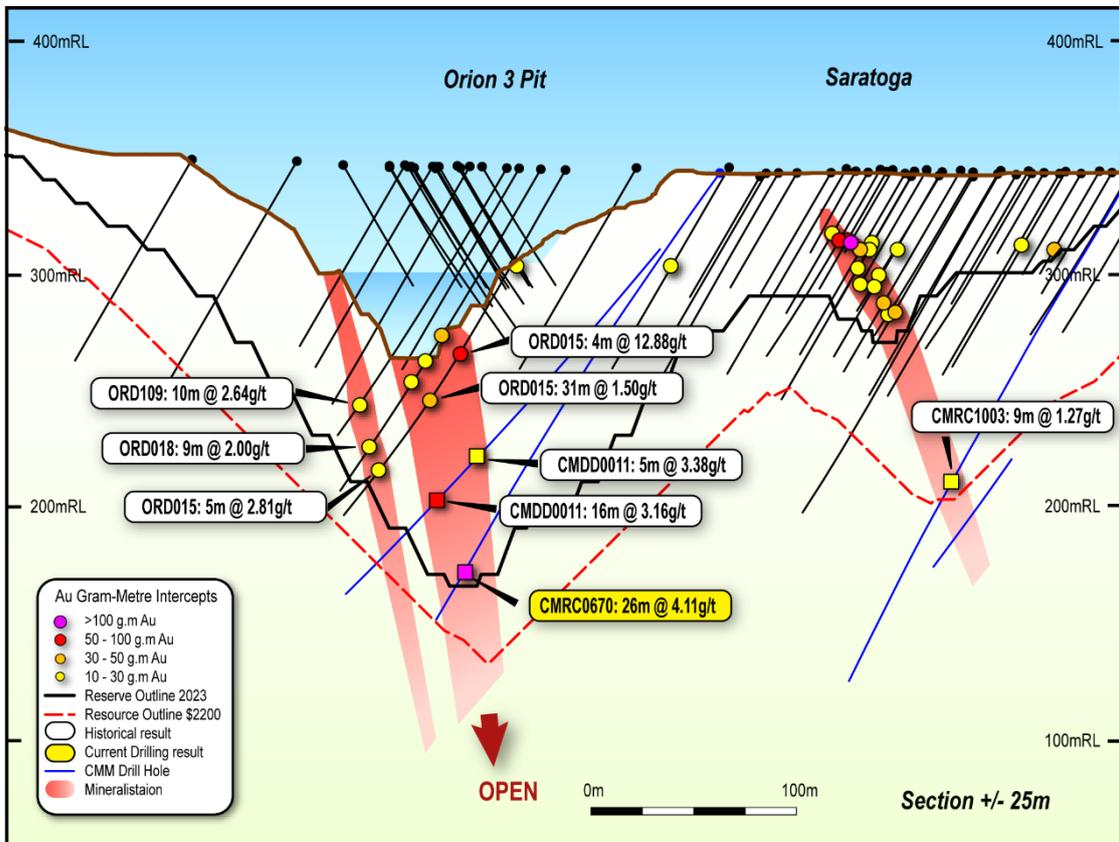 400mRL
400mRL
Orion 3 Pit
Saratoga
300mRL
300mRL
ORD015: 4m @ 12.88g/t
ORD109: 10m @ 2.64g/t
ORD015: 31m @ 1.50g/t
CMRC1003: 9m @ 1.27g/t
ORD018: 9m @ 2.00g/t
CMDD0011: 5m @ 3.38g/t
ORD015: 5m @ 2.81g/t
CMDD0011: 16m @ 3.16g/t
200mRL
200mRL
CMRC0670: 26m @ 4.11g/t
Au Gram-Metre Intercepts
>100 g.m Au
50 - 100 g.m Au
30 - 50 g.m Au
10 - 30 g.m Au
Reserve Outline 2023
Resource Outline $2200
Historical result
Current Drilling result
CMM Drill Hole
Mineralistaion
100mRL
OPEN
0m
100m
Section +/- 25m